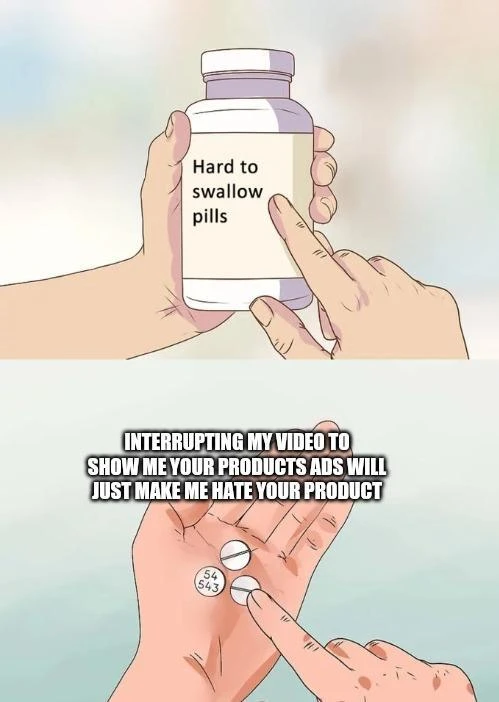 Hard to
swallow
pills
INTERRUPTING MY VIDEO TO
SHOW ME YOUR PRODUCTS ADS WILL
JUST MAKE ME HATE YOUR PRODUCT
54
543